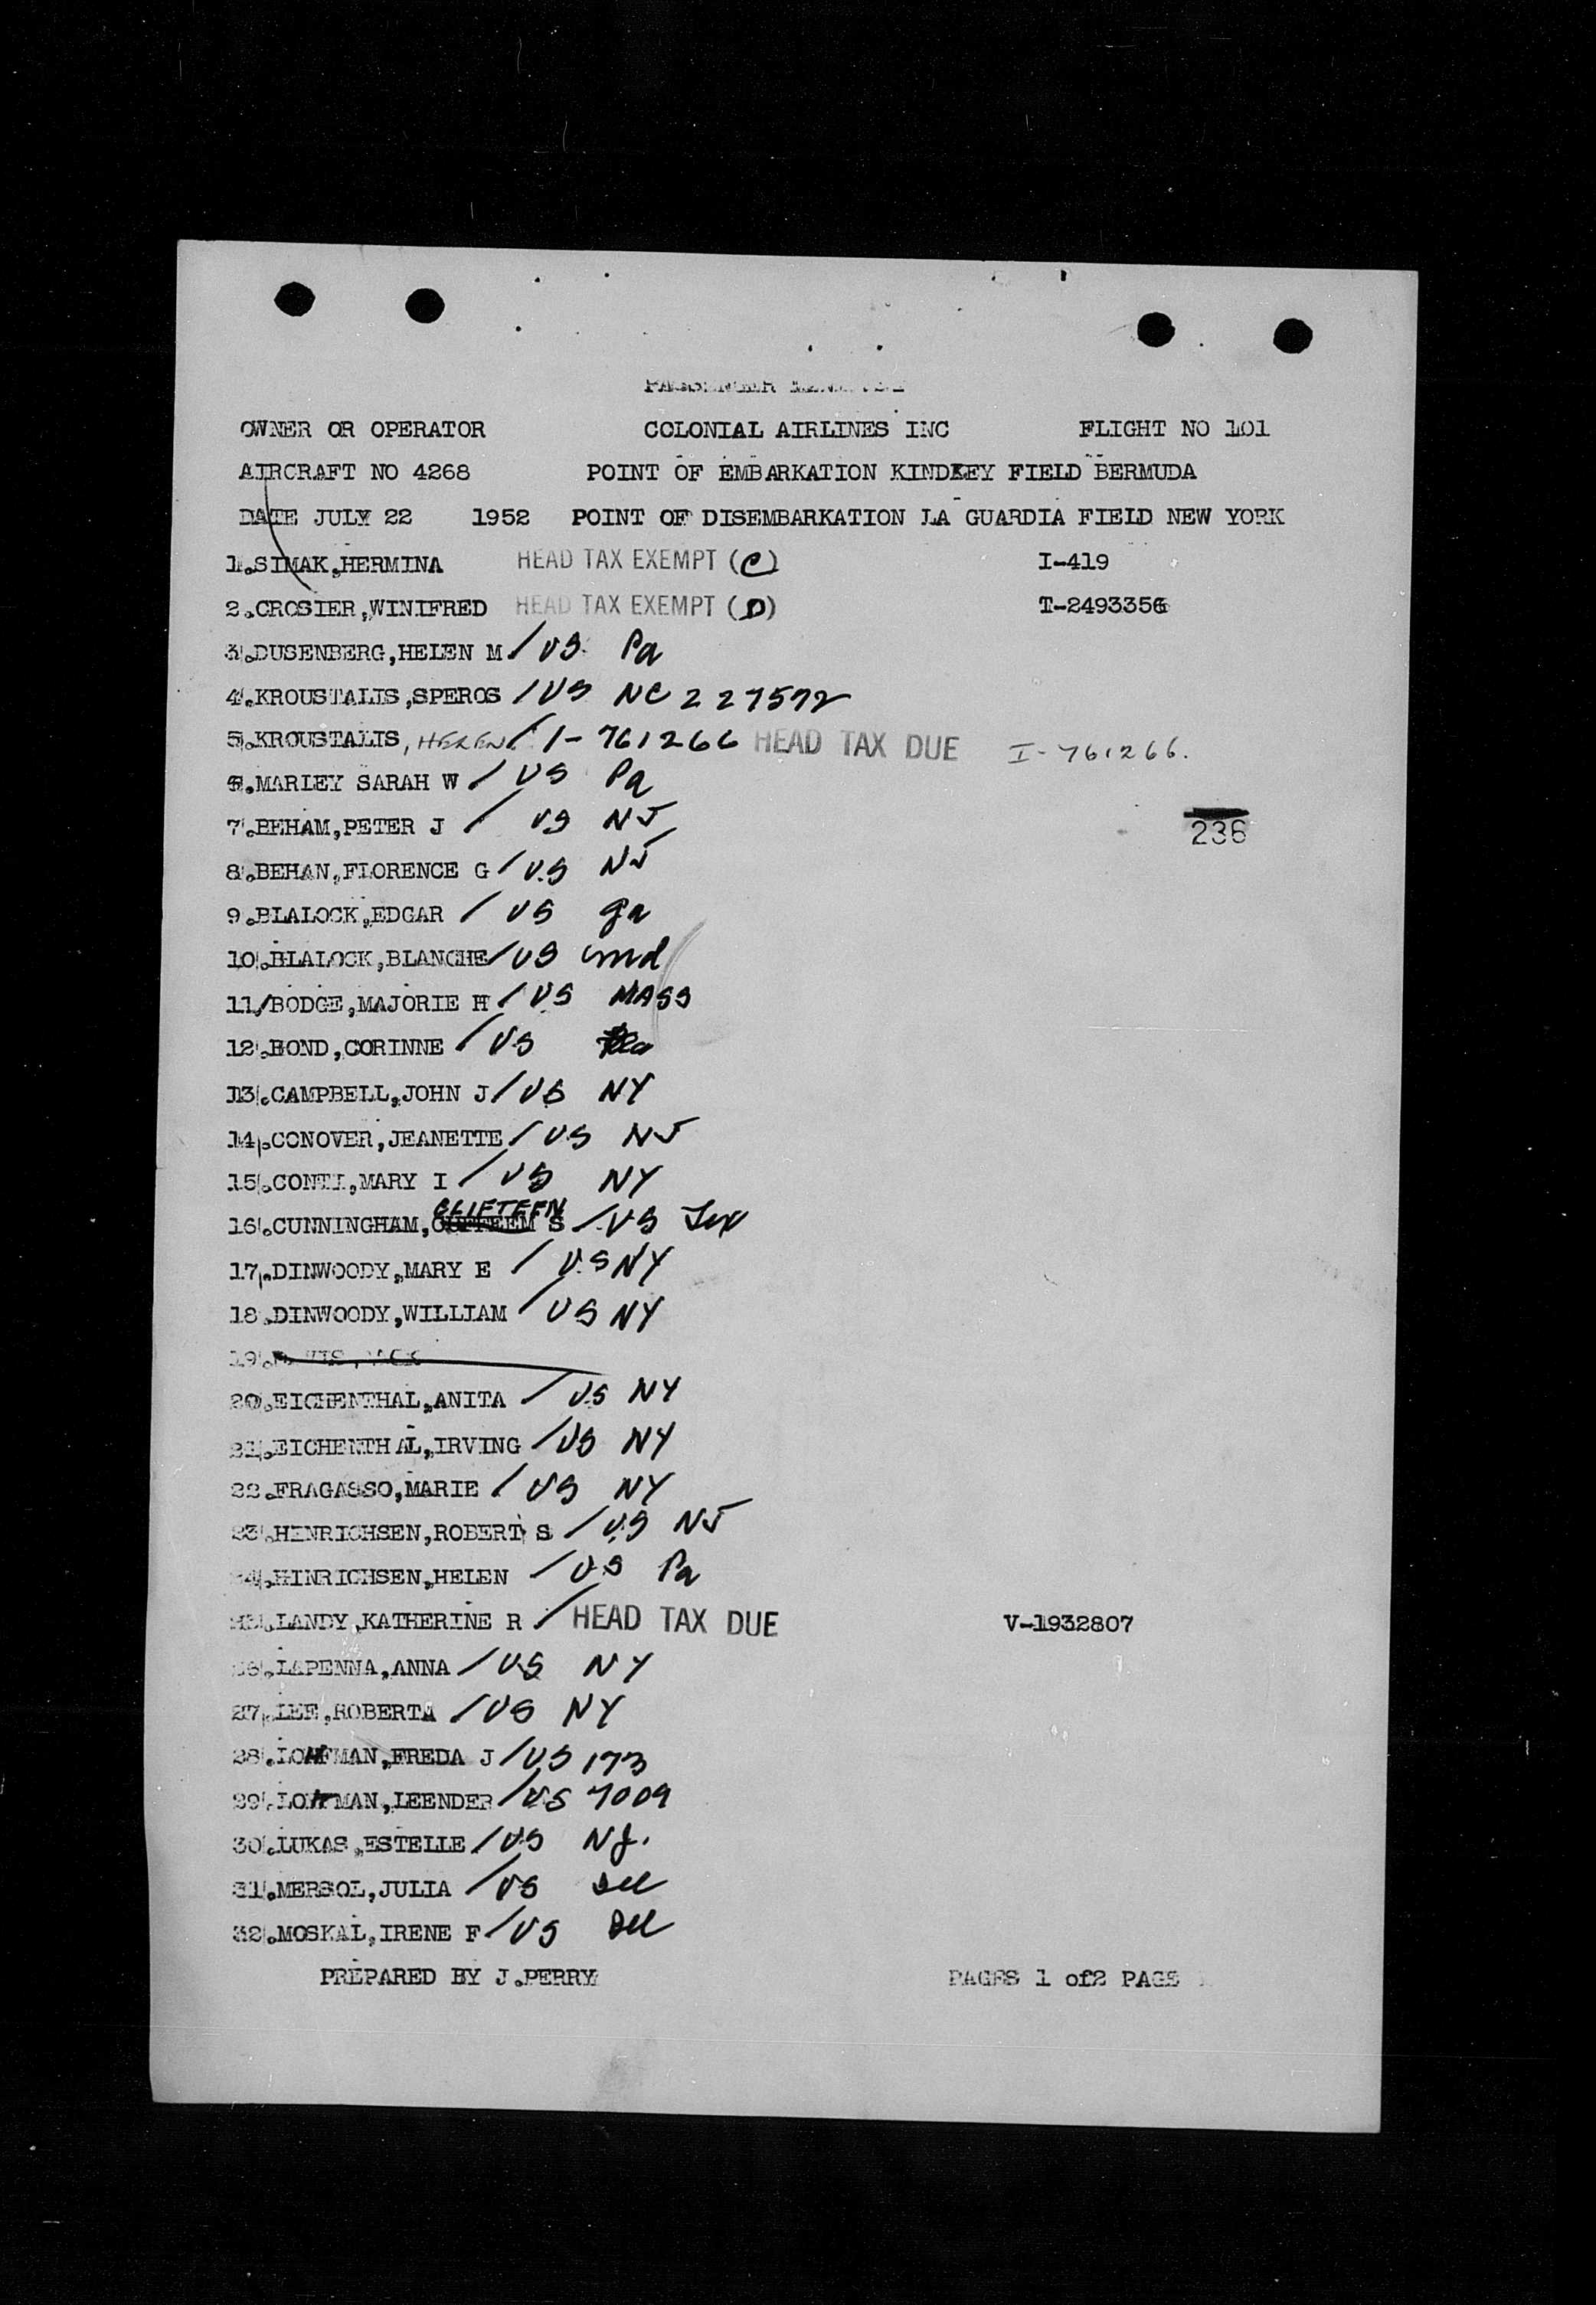 PASSENGER MANIFEST
OWNER OR OPERATOR COLONIAL AIRLINES INC FLIGHT NO 101
AIRCRAFT NO 4268 POINT OF EMBARKATION KINDLEY FIELD BERMUDA
DATE JULY 22 1952 POINT OF DISEMBARKATION LA GUARDIA FIELD NEW YORK
1.SIMAK,HERMINA HEAD TAX EXEMPT (C) I-419
2.CROSIER,WINIFRED HEAD TAX EXEMPT (D) T-2493356
3.DUSENBERG,HELEN M / US Pa
4.KROUSTALIS,SPEROS / US NC 227572
5.KROUSTALIS, HELEN / I-761266 HEAD TAX DUE I-761266.
6.MARLEY SARAH W / US Pa
7.BEHAM,PETER J / US NJ
236
8.BEHAN,FLORENCE G / US NJ
9.BLALOCK,EDGAR / US Ga
10.BLALOCK,BLANCHE / US Md
11/BODGE,MAJORIE H / US MASS
12.BOND,CORINNE / US
13.CAMPBELL,JOHN J / US NY
14.CONOVER,JEANETTE / US NJ
15.CONTI,MARY I / US NY
16.CUNNINGHAM, CLIFTEEN S / US Tex
17.DINWOODY,MARY E / US NY
18.DINWOODY,WILLIAM / US NY
19.
20.EICHENTHAL,ANITA / US NY
21.EICHENTHAL,IRVING / US NY
22.FRAGASSO,MARIE / US NY
23.HINRICHSEN,ROBERT S / US NJ
24.HINRICHSEN,HELEN / US Pa
25.LANDY,KATHERINE R / HEAD TAX DUE V-1932807
26.LAPENNA,ANNA / US NY
27.LEE,ROBERTA / US NY
28. FREDA J / US 173
29. LEENDER / US 7009
30.LUKAS,ESTELLE / US NJ.
31.MERSOL,JULIA / US Del
32.MOSKAL,IRENE F / US Del
PREPARED BY J.PERRY PAGES 1 of2 PAGS